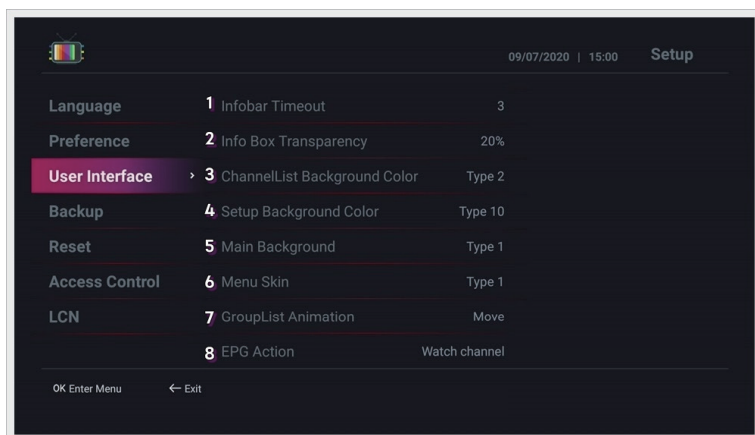 09/07/2020 | 15:00 Setup
Language
Preference
User Interface ›
Backup
Reset
Access Control
LCN
1 Infobar Timeout 3
2 Info Box Transparency 20%
3 ChannelList Background Color Type 2
4 Setup Background Color Type 10
5 Main Background Type 1
6 Menu Skin Type 1
7 GroupList Animation Move
8 EPG Action Watch channel
OK Enter Menu ← Exit